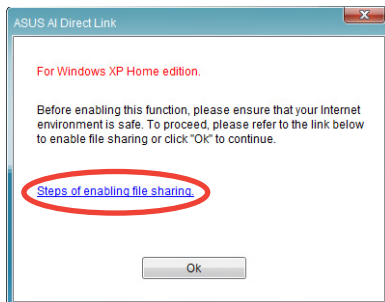 ASUS AI Direct Link
For Windows XP Home edition.
Before enabling this function, please ensure that your Internet
environment is safe. To proceed, please refer to the link below
to enable file sharing or click "Ok" to continue.
Steps of enabling file sharing.
Ok